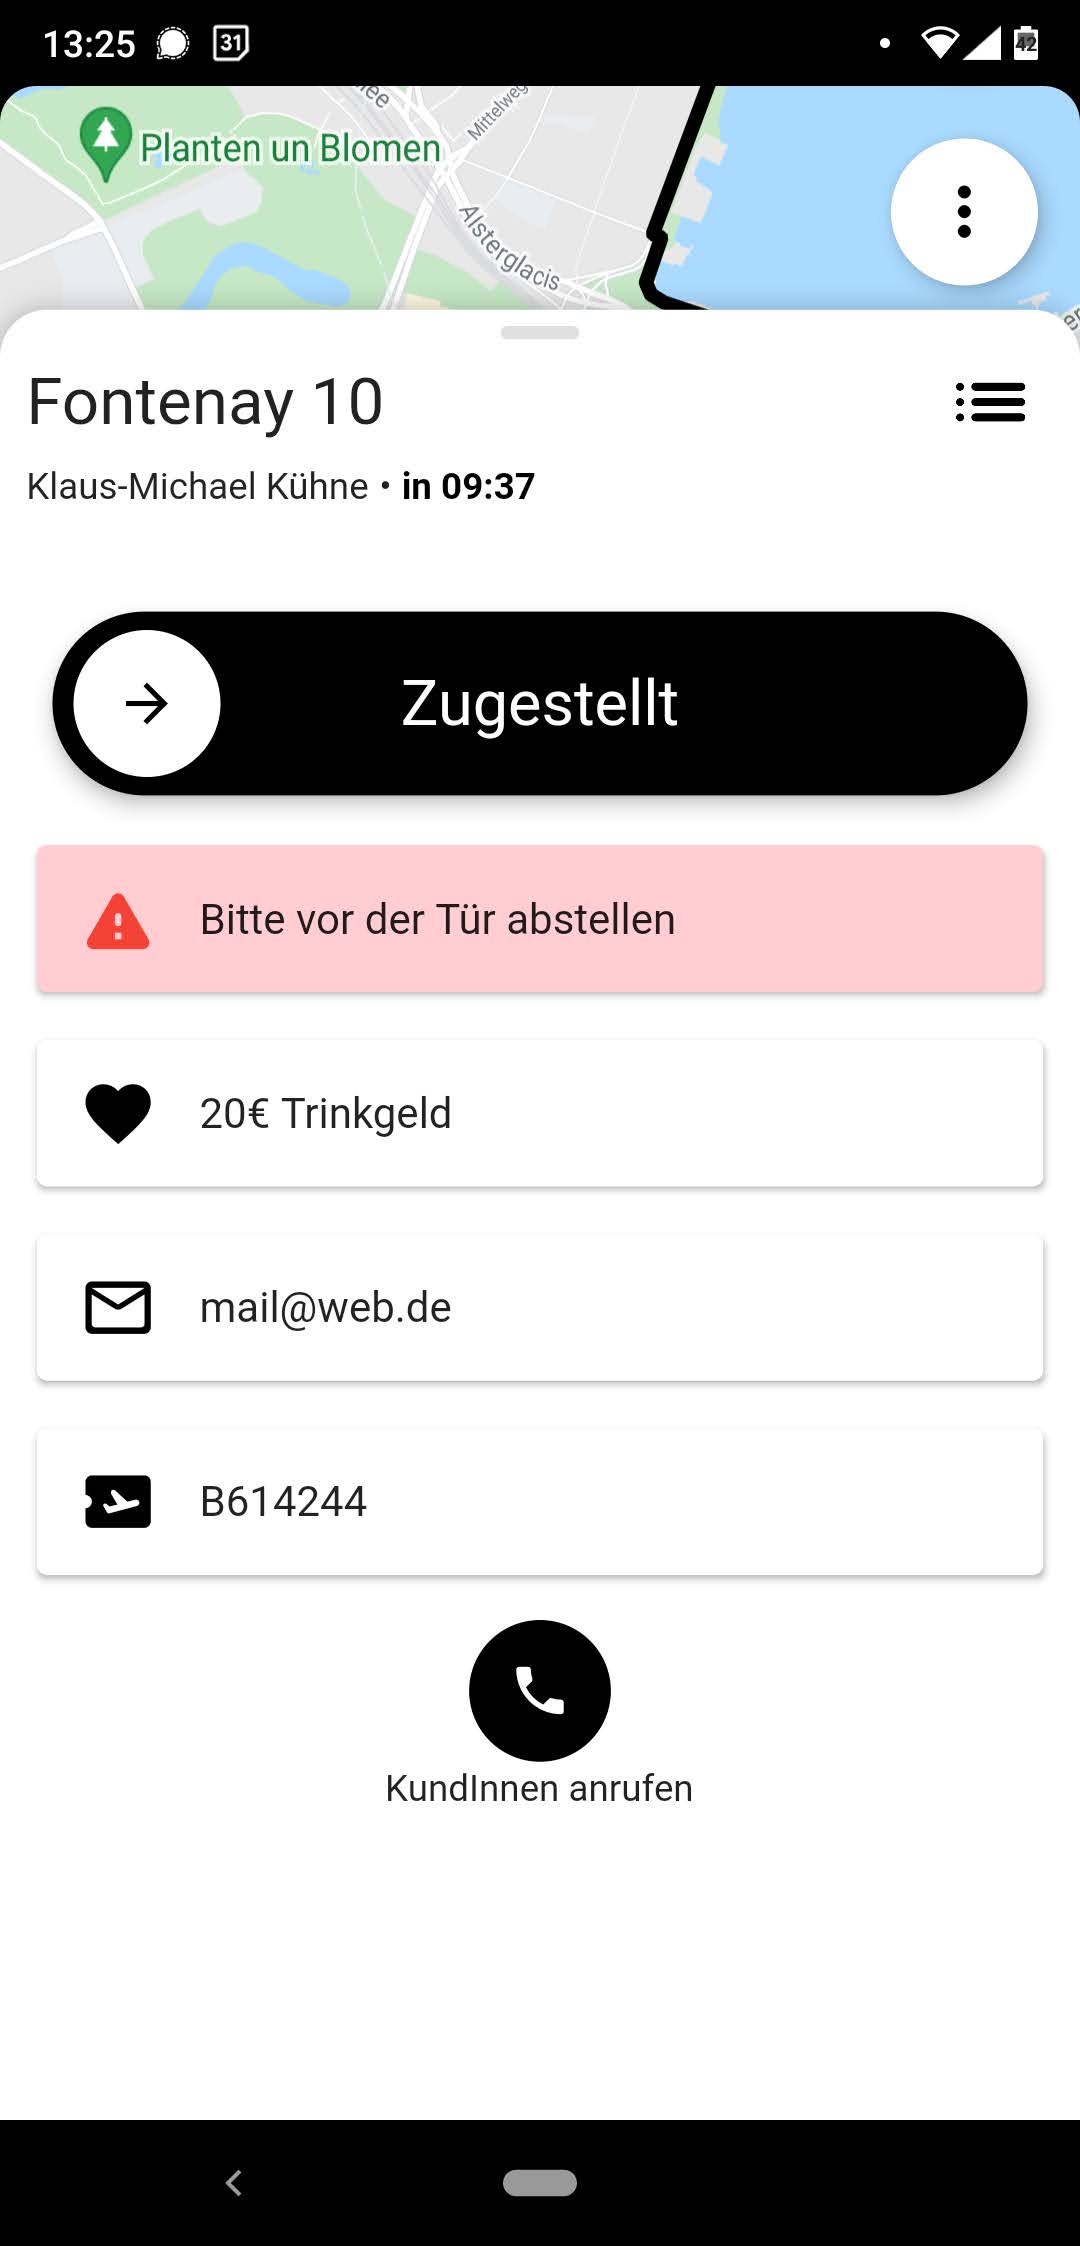 13:25
31
42
Planten un Blomen
Mittelweg
Alsterglacis
Fontenay 10
Klaus-Michael Kühne • in 09:37
Zugestellt
Bitte vor der Tür abstellen
20€ Trinkgeld
mail@web.de
B614244
KundInnen anrufen